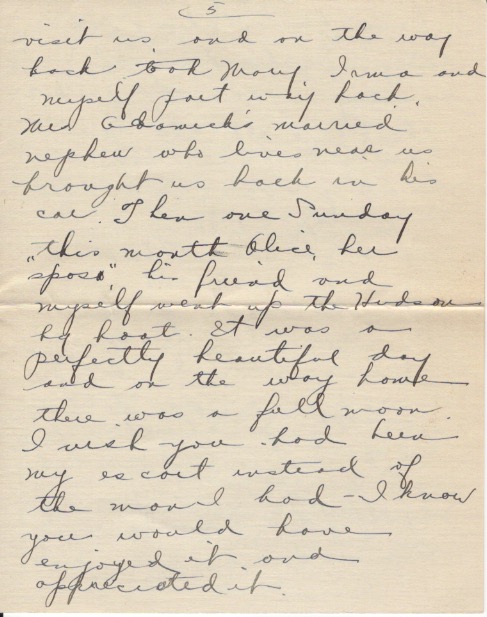 5
visit us and on the way
back took Mary, Irma and
myself part way back.
Mrs married
nephew who lives near us
brought us back in his
car. Then one Sunday
this month Alice, her
"sposo", his friend and
myself went up the Hudson
by boat. It was a
perfectly beautiful day
and on the way home
there was a full moon.
I wish you had been
my escort instead of
the man I had - I know
you would have
enjoyed it and
appreciated it.